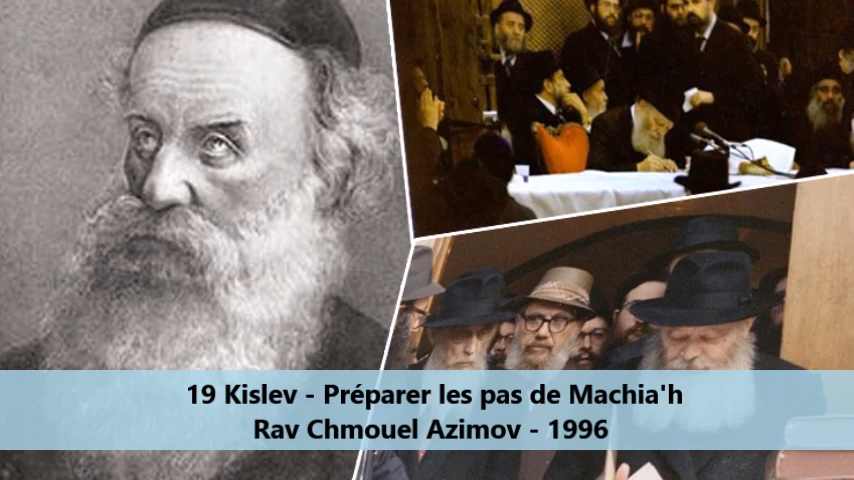 19 Kislev - Préparer les pas de Machia'h
Rav Chmouel Azimov - 1996